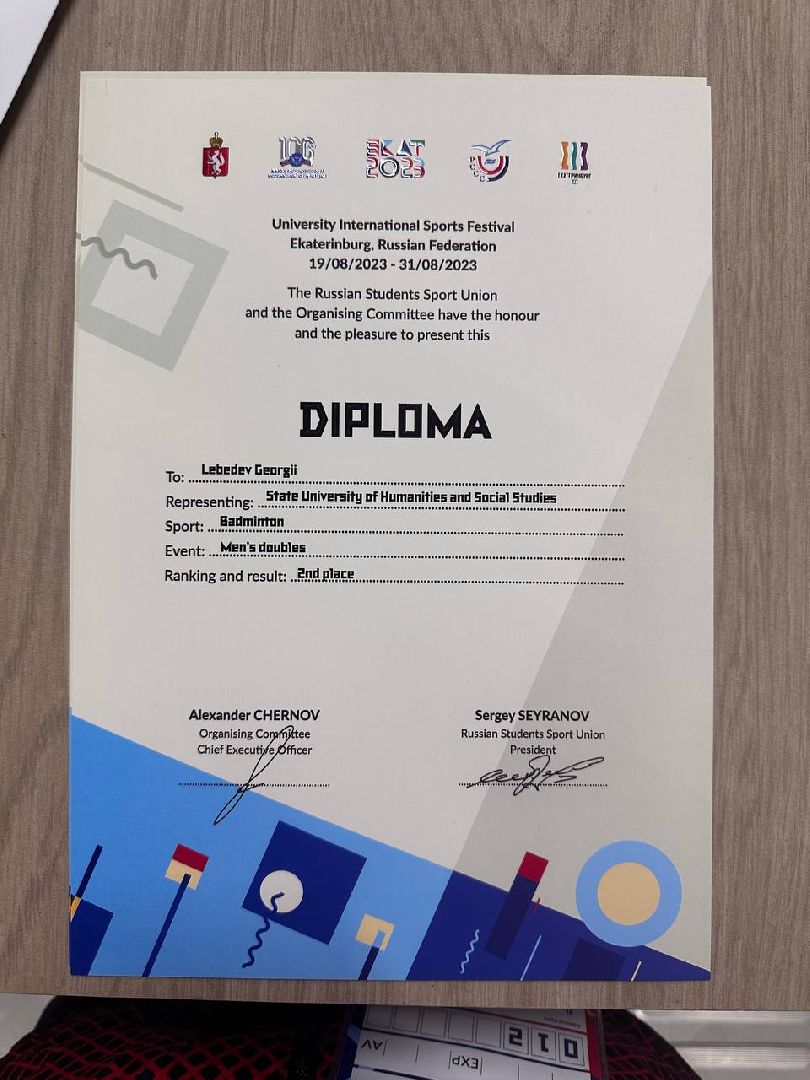 EKAT
2023
University International Sports Festival
Ekaterinburg, Russian Federation
19/08/2023 - 31/08/2023
The Russian Students Sport Union
and the Organising Committee have the honour
and the pleasure to present this
DIPLOMA
To: Lebedev Georgii
Representing: State University of Humanities and Social Studies
Sport: Badminton
Event: Men's doubles
Ranking and result: 2nd place
Alexander CHERNOV
Organising Committee
Chief Executive Officer
Sergey SEYRANOV
Russian Students Sport Union
President
AV
EXP
012